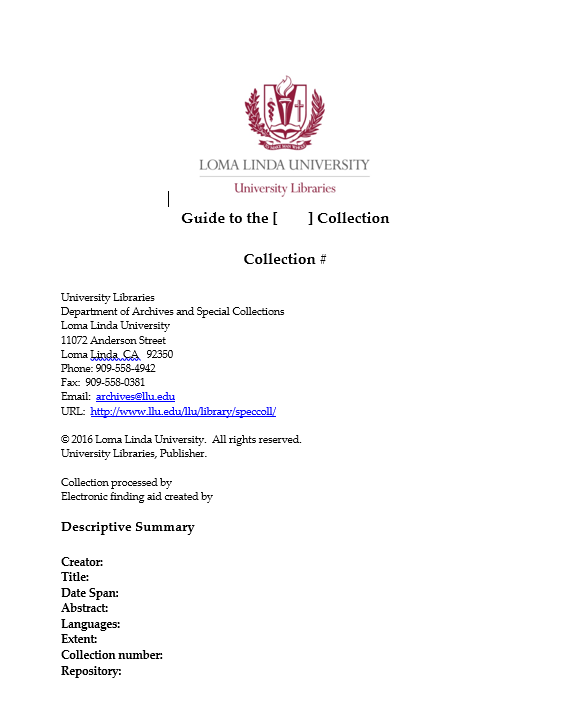 LOMA LINDA UNIVERSITY
University Libraries
Guide to the [ ] Collection
Collection #
University Libraries
Department of Archives and Special Collections
Loma Linda University
11072 Anderson Street
Loma Linda, CA 92350
Phone: 909-558-4942
Fax: 909-558-0381
Email: archives@llu.edu
URL: http://www.llu.edu/llu/library/speccoll/
© 2016 Loma Linda University. All rights reserved.
University Libraries, Publisher.
Collection processed by
Electronic finding aid created by
Descriptive Summary
Creator:
Title:
Date Span:
Abstract:
Languages:
Extent:
Collection number:
Repository: